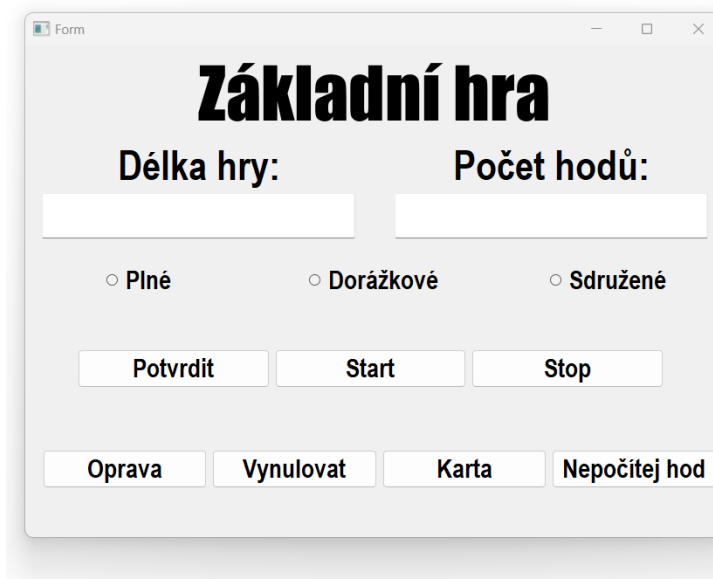 Form
Základní hra
Délka hry: Počet hodů:
Plné Dorážkové Sdružené
Potvrdit Start Stop
Oprava Vynulovat Karta Nepočítej hod